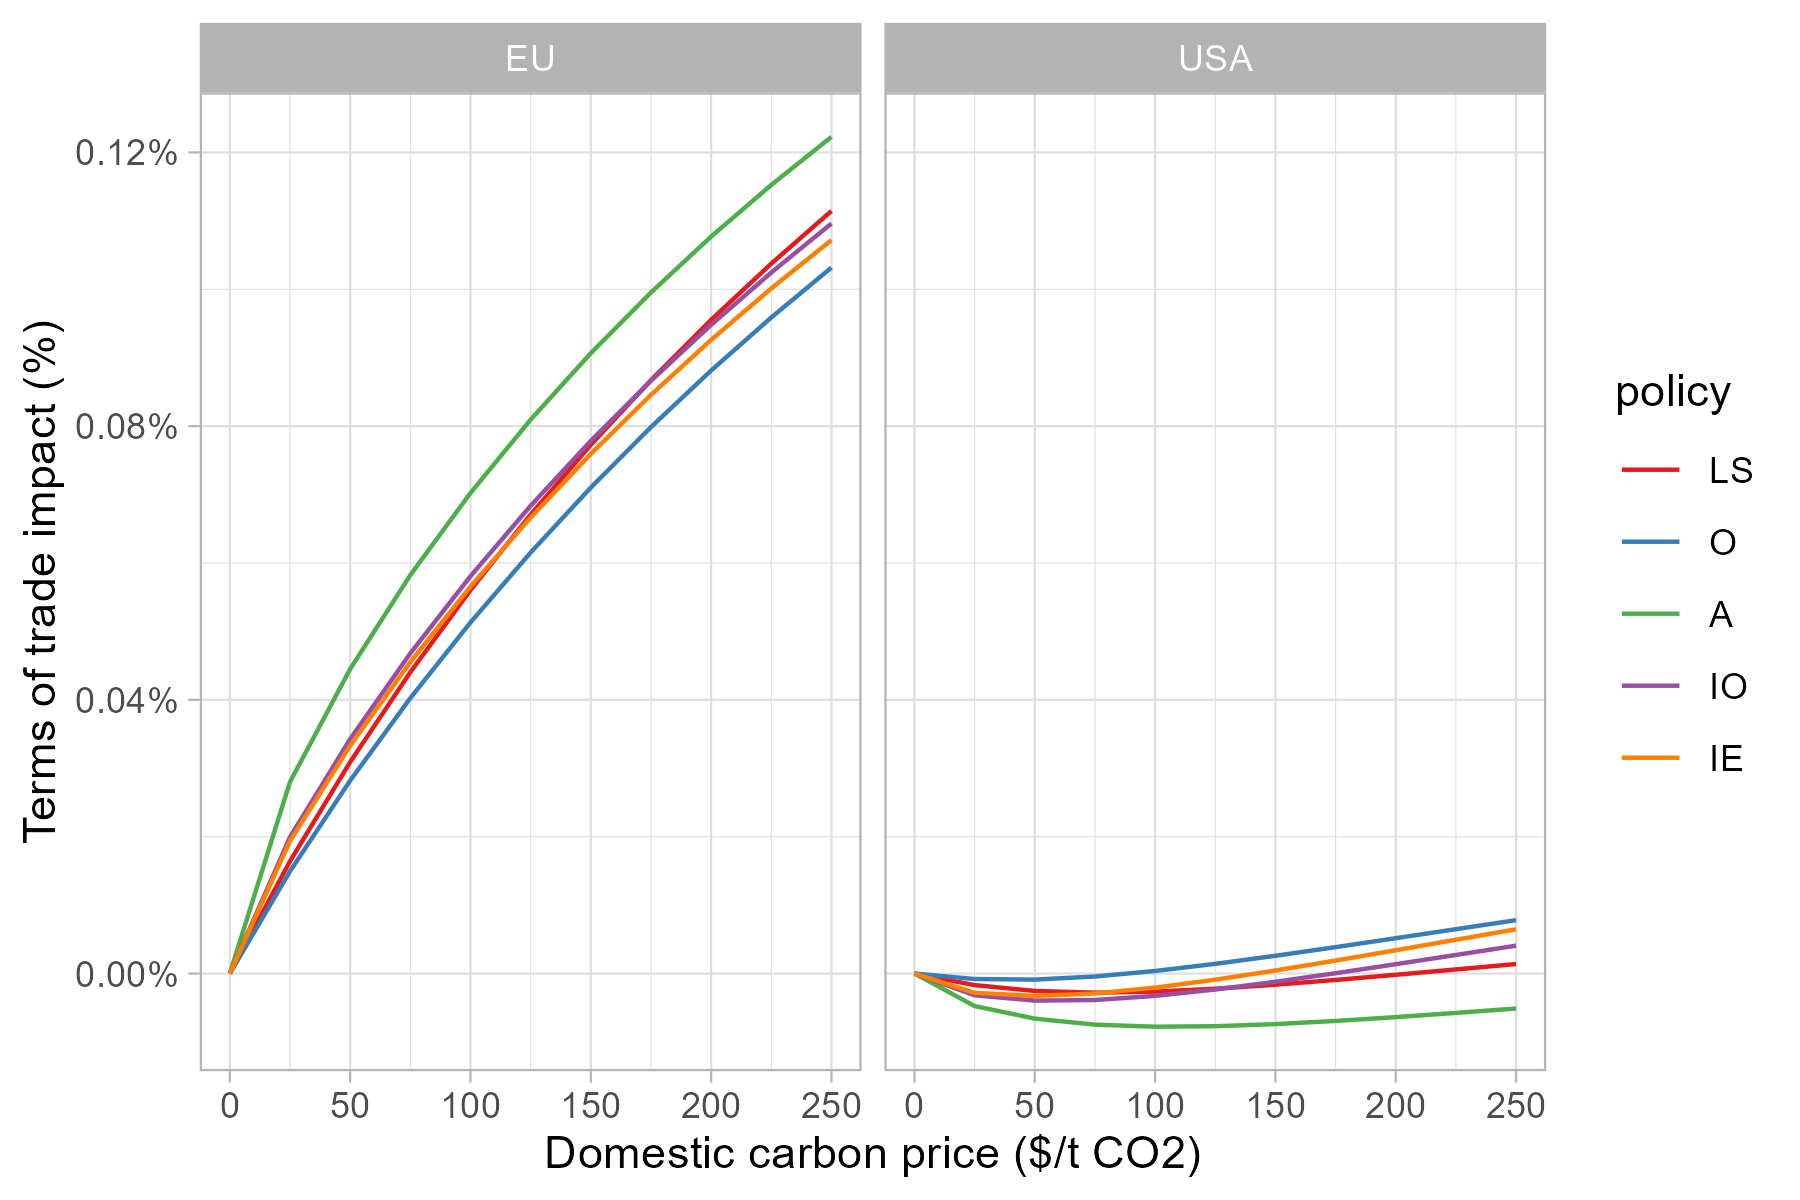 EU
USA
0.12%
0.08%
0.04%
0.00%
Terms of trade impact (%)
0 50 100 150 200 250
0 50 100 150 200 250
Domestic carbon price ($/t CO2)
policy
LS
O
A
IO
IE